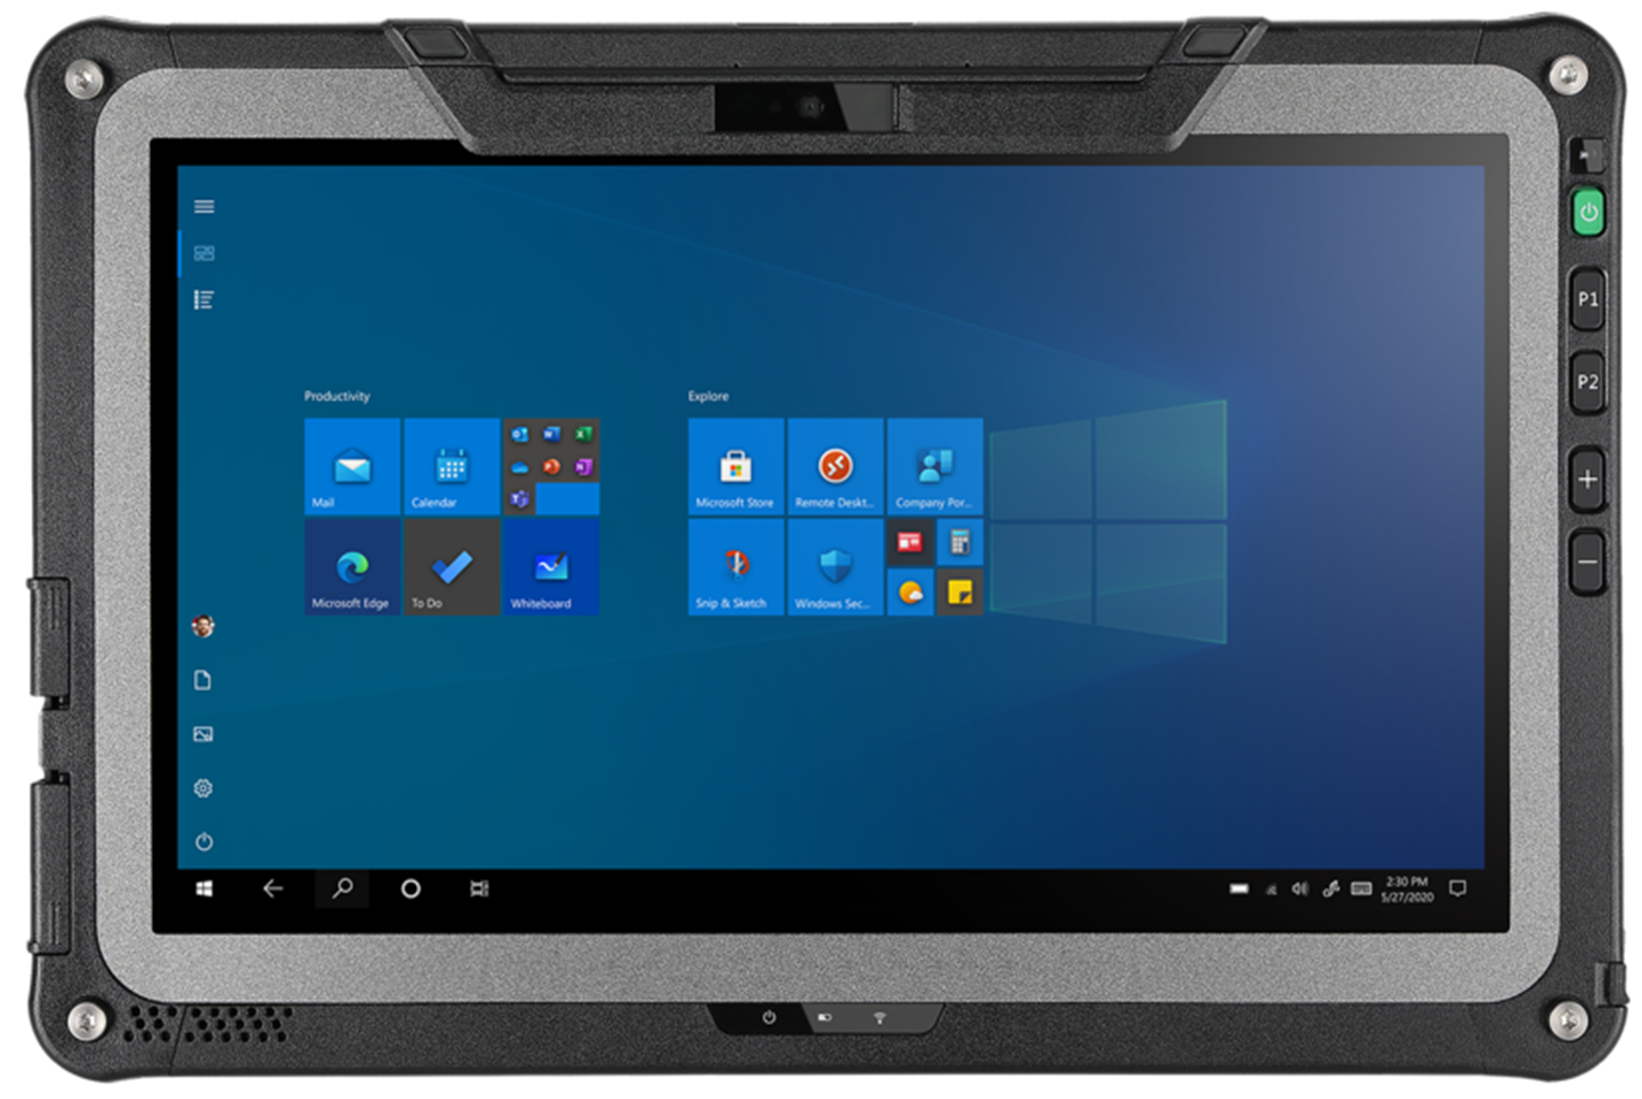 P1
P2
+
−
Productivity
Explore
Mail
Calendar
Microsoft Store
Remote Deskt...
Company Por...
Microsoft Edge
To Do
Whiteboard
Snip & Sketch
Windows Sec...
2:30 PM
5/27/2020